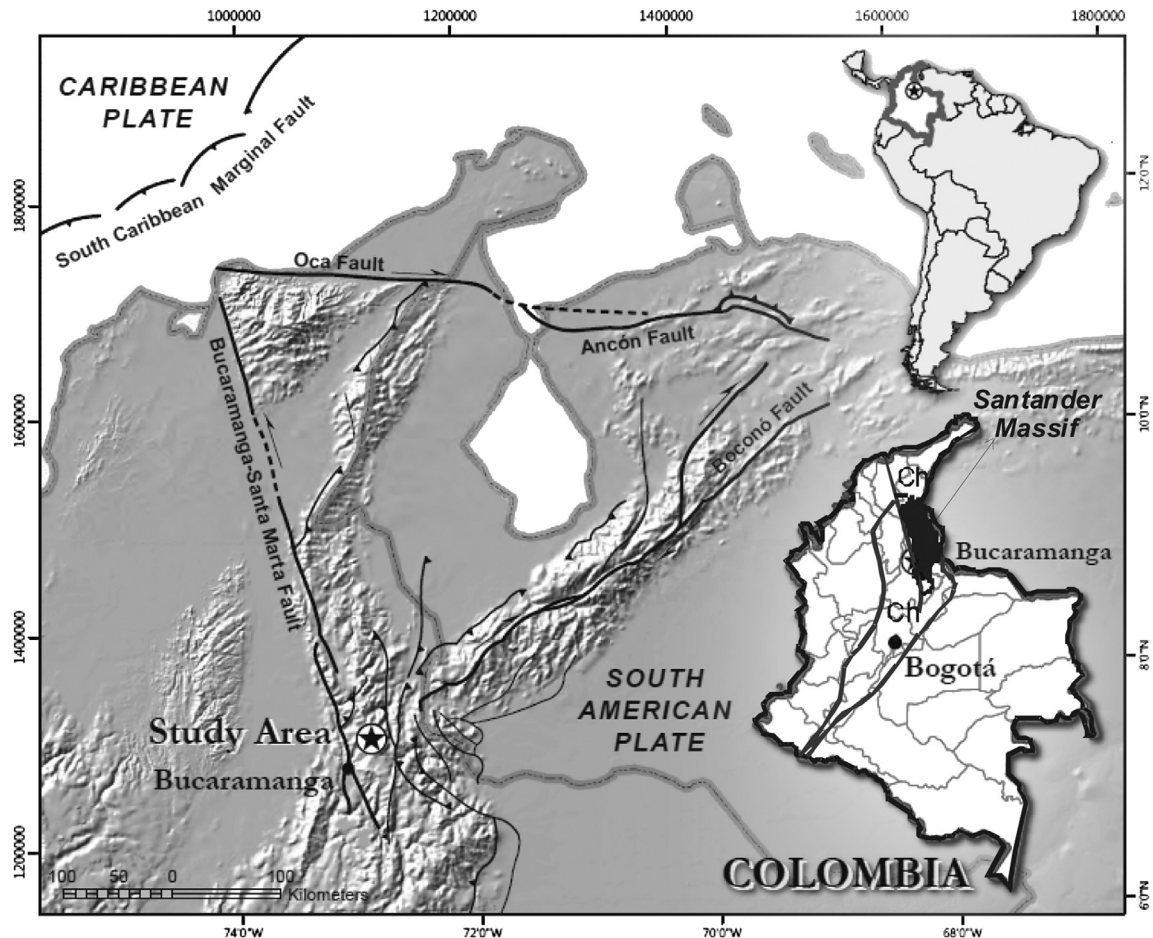 1000000 1200000 1400000 1600000 1800000
CARIBBEAN
PLATE
South Caribbean Marginal Fault
1800000
12°0'N
Oca Fault
Ancón Fault
Bucaramanga-Santa Marta Fault
Boconó Fault
1600000
10°0'N
Santander
Massif
Ch
Bucaramanga
Ch
Bogotá
1400000
8°0'N
SOUTH
AMERICAN
PLATE
Study Area
Bucaramanga
COLOMBIA
1200000
6°0'N
100 50 0 100
Kilometers
74°0'W 72°0'W 70°0'W 68°0'W